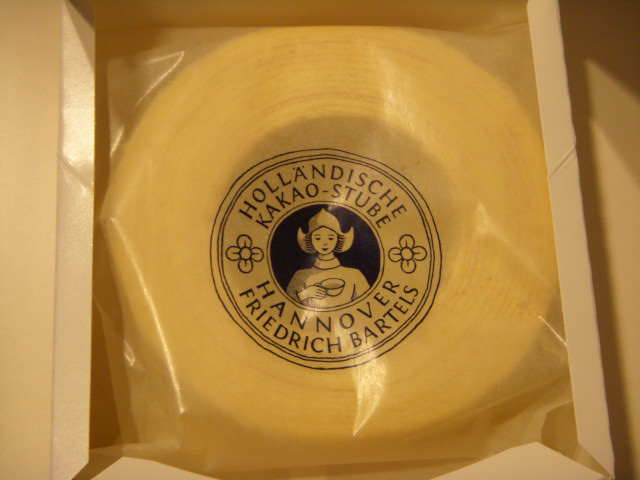 HOLLÄNDISCHE
KAKAO-STUBE
HANNOVER
FRIEDRICH BARTELS